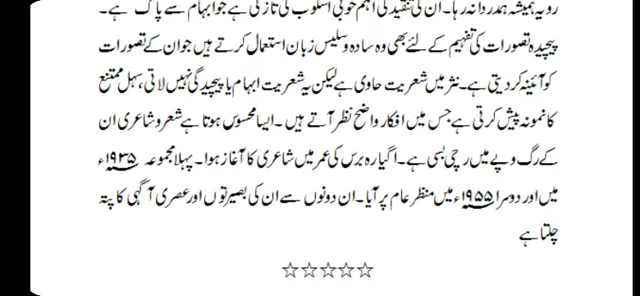 رویہ ہمیشہ ہمدردانہ رہا۔ ان کی تنقید کی اہم خوبی اسلوب کی تازگی ہے جو ابہام سے پاک ہے۔
پیچیدہ تصورات کی تفہیم کے لئے بھی وہ سادہ و سلیس زبان استعمال کرتے ہیں جو ان کے تصورات
کو آئینہ کردیتی ہے۔ نثر میں شعریت حاوی ہے لیکن یہ شعریت ابہام یا پیچیدگی نہیں لاتی، سہل ممتنع
کا نمونہ پیش کرتی ہے جس میں افکار واضح نظر آتے ہیں۔ ایسا محسوس ہوتا ہے شعر و شاعری ان
کے رگ و پے میں رچی بسی ہے۔ اگیارہ برس کی عمر میں شاعری کا آغاز ہوا۔ پہلا مجموعہ ۱۹۳۵ء
میں اور دوسرا ۱۹۵۵ء میں منظر عام پر آیا۔ ان دونوں سے ان کی بصیرتوں اور عصری آگہی کا پتہ
چلتا ہے
☆☆☆☆☆